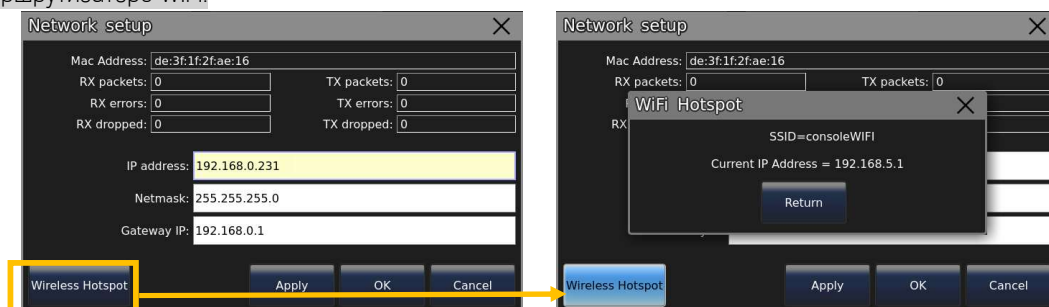 WiFi.
Network setup
Mac Address: de:3f:1f:2f:ae:16
RX packets: 0 TX packets: 0
RX errors: 0 TX errors: 0
RX dropped: 0 TX dropped: 0
IP address: 192.168.0.231
Netmask: 255.255.255.0
Gateway IP: 192.168.0.1
Wireless Hotspot Apply OK Cancel
Network setup
Mac Address: de:3f:1f:2f:ae:16
RX packets: 0 TX packets: 0
RX
WiFi Hotspot
SSID=consoleWIFI
Current IP Address = 192.168.5.1
Return
Wireless Hotspot Apply OK Cancel